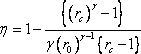 η = 1 − {(r_c)^γ − 1} / γ(r_0)^{γ−1}{r_c − 1}